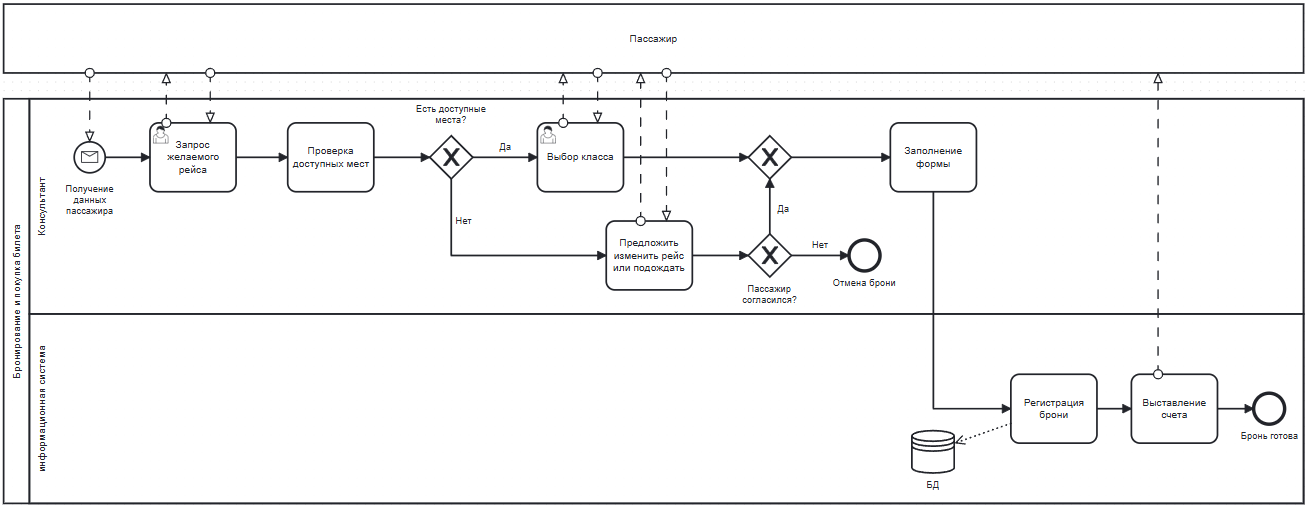 Пассажир
Бронирование и покупка билета
Консультант
Получение
данных
пассажира
Запрос
желаемого
рейса
Проверка
доступных мест
Есть доступные
места?
Да
Нет
Выбор класса
Предложить
изменить рейс
или подождать
Пассажир
согласился?
Да
Нет
Отмена брони
Заполнение
формы
информационная система
БД
Регистрация
брони
Выставление
счета
Бронь готова